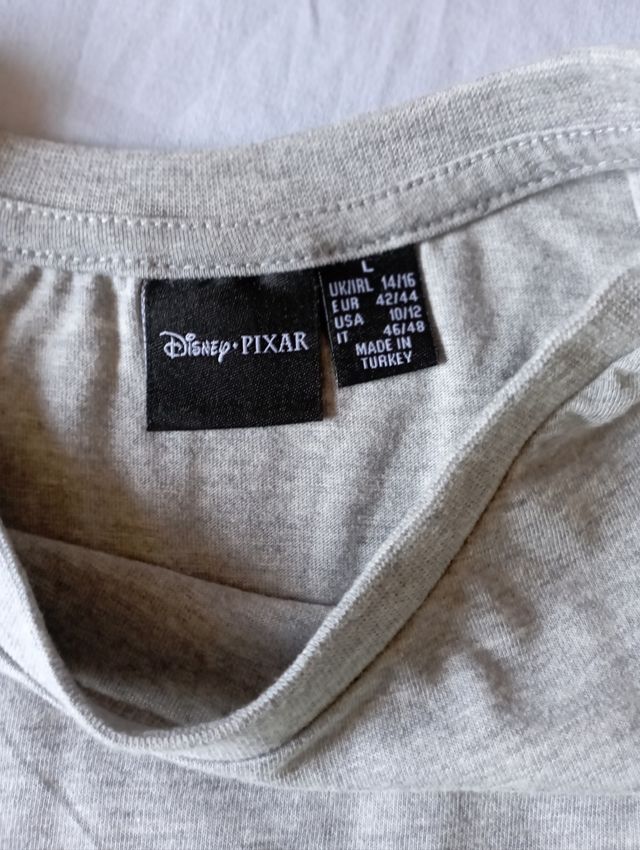 Disney·PIXAR
L
UK/IRL 14/16
EUR 42/44
USA 10/12
IT 46/48
MADE IN
TURKEY